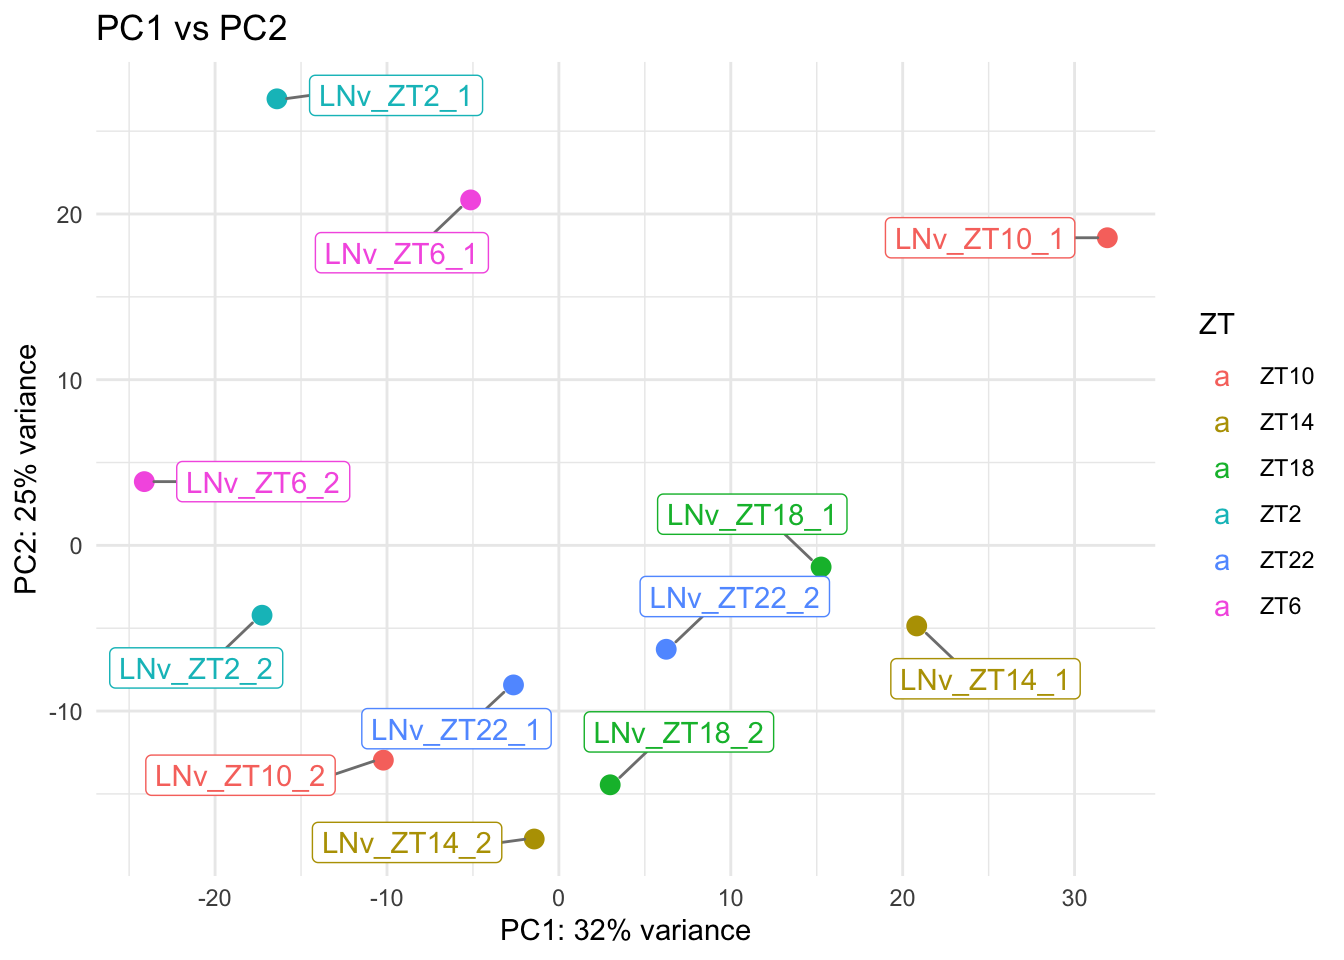 PC1 vs PC2
LNv_ZT2_1
LNv_ZT6_1
LNv_ZT10_1
LNv_ZT6_2
LNv_ZT18_1
LNv_ZT22_2
LNv_ZT2_2
LNv_ZT14_1
LNv_ZT22_1
LNv_ZT18_2
LNv_ZT10_2
LNv_ZT14_2
20
10
0
-10
PC2: 25% variance
-20
-10
0
10
20
30
PC1: 32% variance
ZT
a ZT10
a ZT14
a ZT18
a ZT2
a ZT22
a ZT6